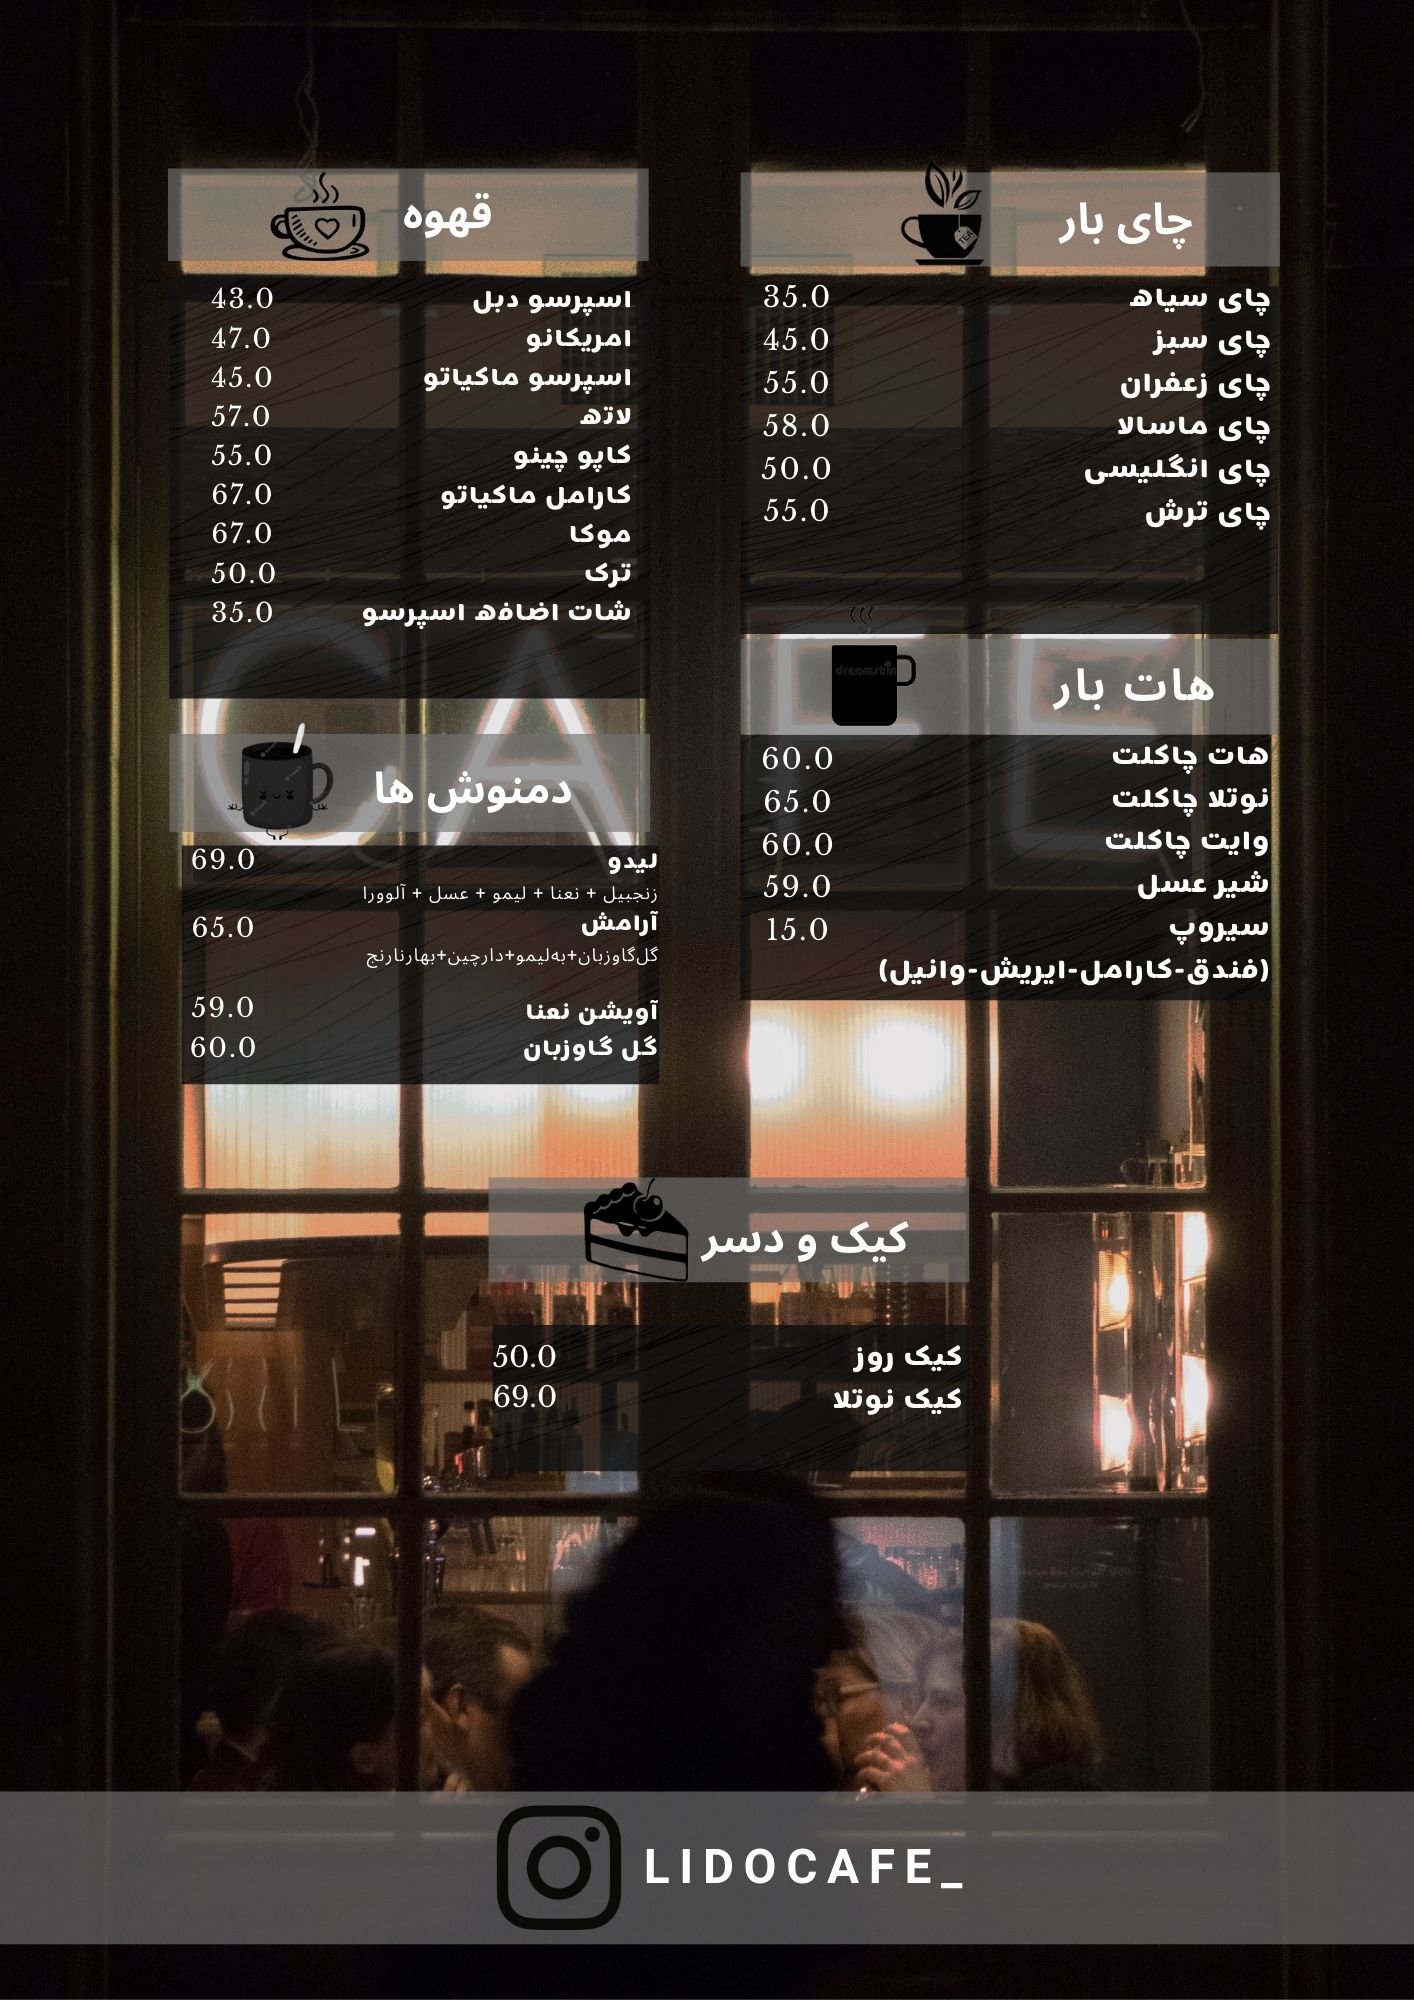 چای بار
چای سیاه 35.0
چای سبز 45.0
چای زعفران 55.0
چای ماسالا 58.0
چای انگلیسی 50.0
چای ترش 55.0
هات بار
هات چاکلت 60.0
نوتلا چاکلت 65.0
وایت چاکلت 60.0
شیر عسل 59.0
سیروپ 15.0
(فندق-کارامل-ایریش-وانیل)
قهوه
اسپرسو دبل 43.0
امریکانو 47.0
اسپرسو ماکیاتو 45.0
لاته 57.0
کاپو چینو 55.0
کارامل ماکیاتو 67.0
موکا 67.0
ترک 50.0
شات اضافه اسپرسو 35.0
دمنوش ها
لیدو 69.0
زنجبیل + نعنا + لیمو + عسل + آلوورا
آرامش 65.0
گل‌گاوزبان+به‌لیمو+دارچین+بهارنارنج
آویشن نعنا 59.0
گل گاوزبان 60.0
کیک و دسر
کیک روز 50.0
کیک نوتلا 69.0
LIDOCAFE_
CAFE
TEA